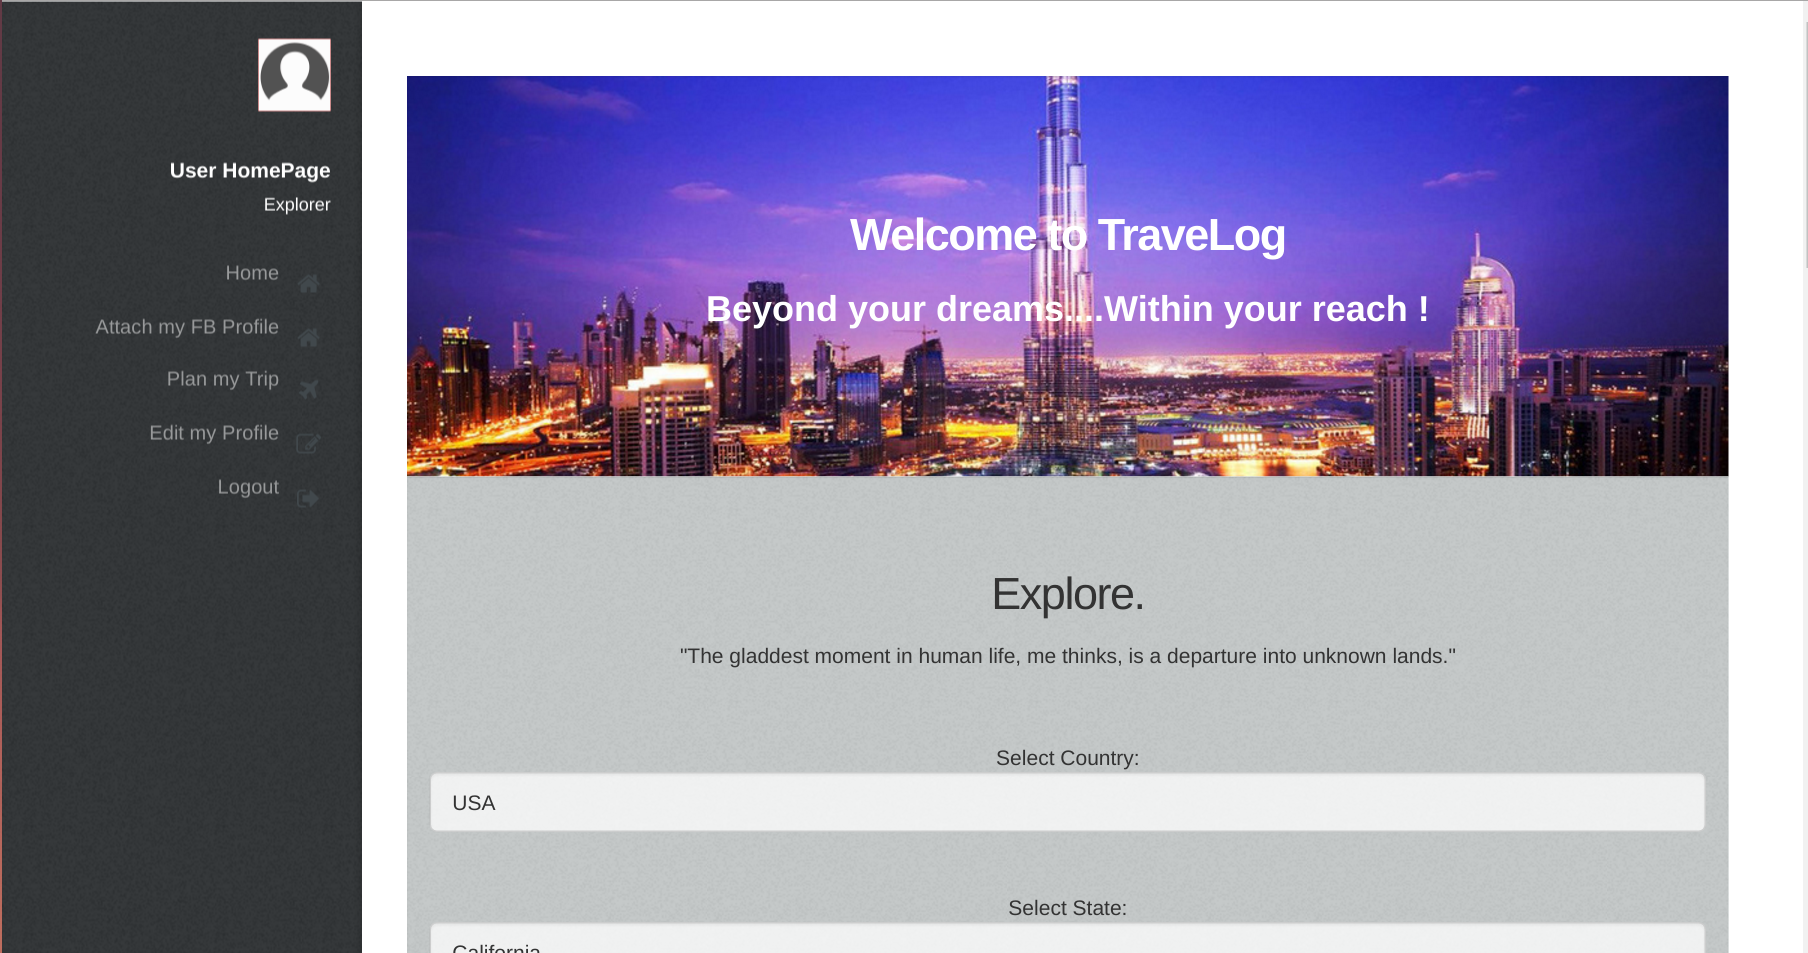 User HomePage
Explorer
Home
Attach my FB Profile
Plan my Trip
Edit my Profile
Logout
Welcome to TraveLog
Beyond your dreams....Within your reach !
Explore.
"The gladdest moment in human life, me thinks, is a departure into unknown lands."
Select Country:
USA
Select State:
California